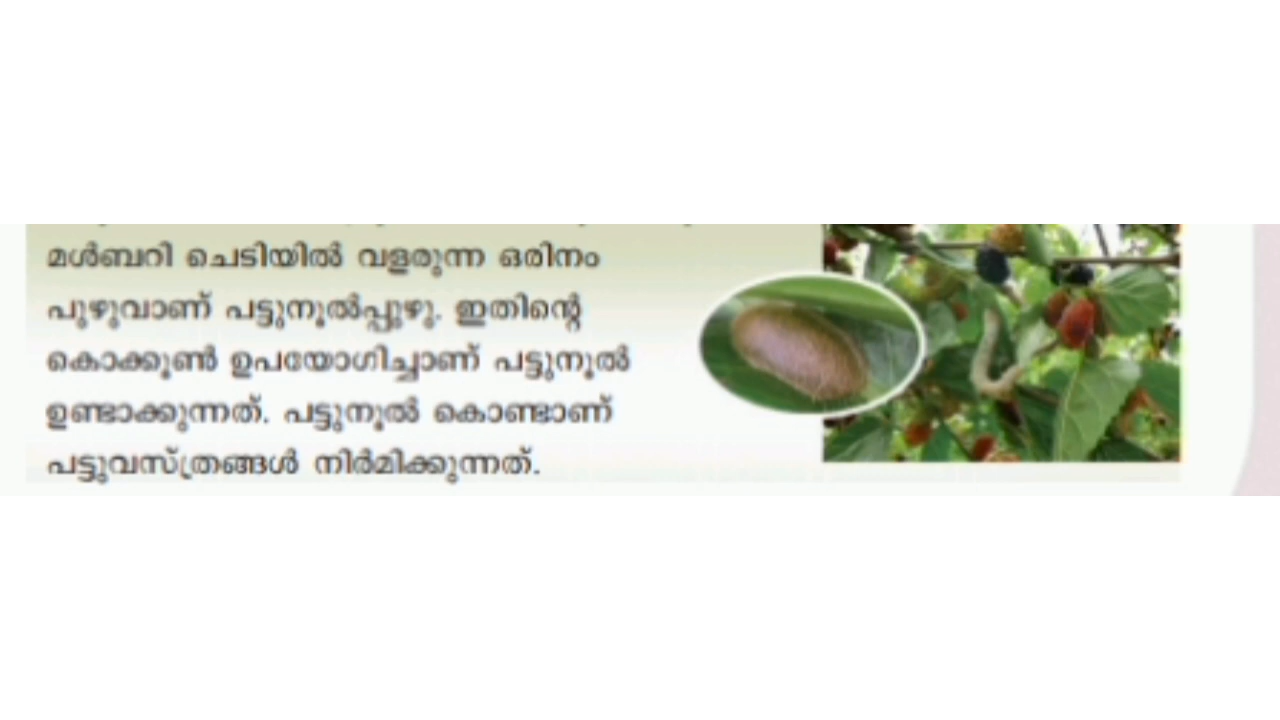 മൾബറി ചെടിയിൽ വളരുന്ന ഒരിനം
പുഴുവാണ് പട്ടുനൂൽപ്പുഴു. ഇതിന്റെ
കൊക്കൂൺ ഉപയോഗിച്ചാണ് പട്ടുനൂൽ
ഉണ്ടാക്കുന്നത്. പട്ടുനൂൽ കൊണ്ടാണ്
പട്ടുവസ്ത്രങ്ങൾ നിർമിക്കുന്നത്.